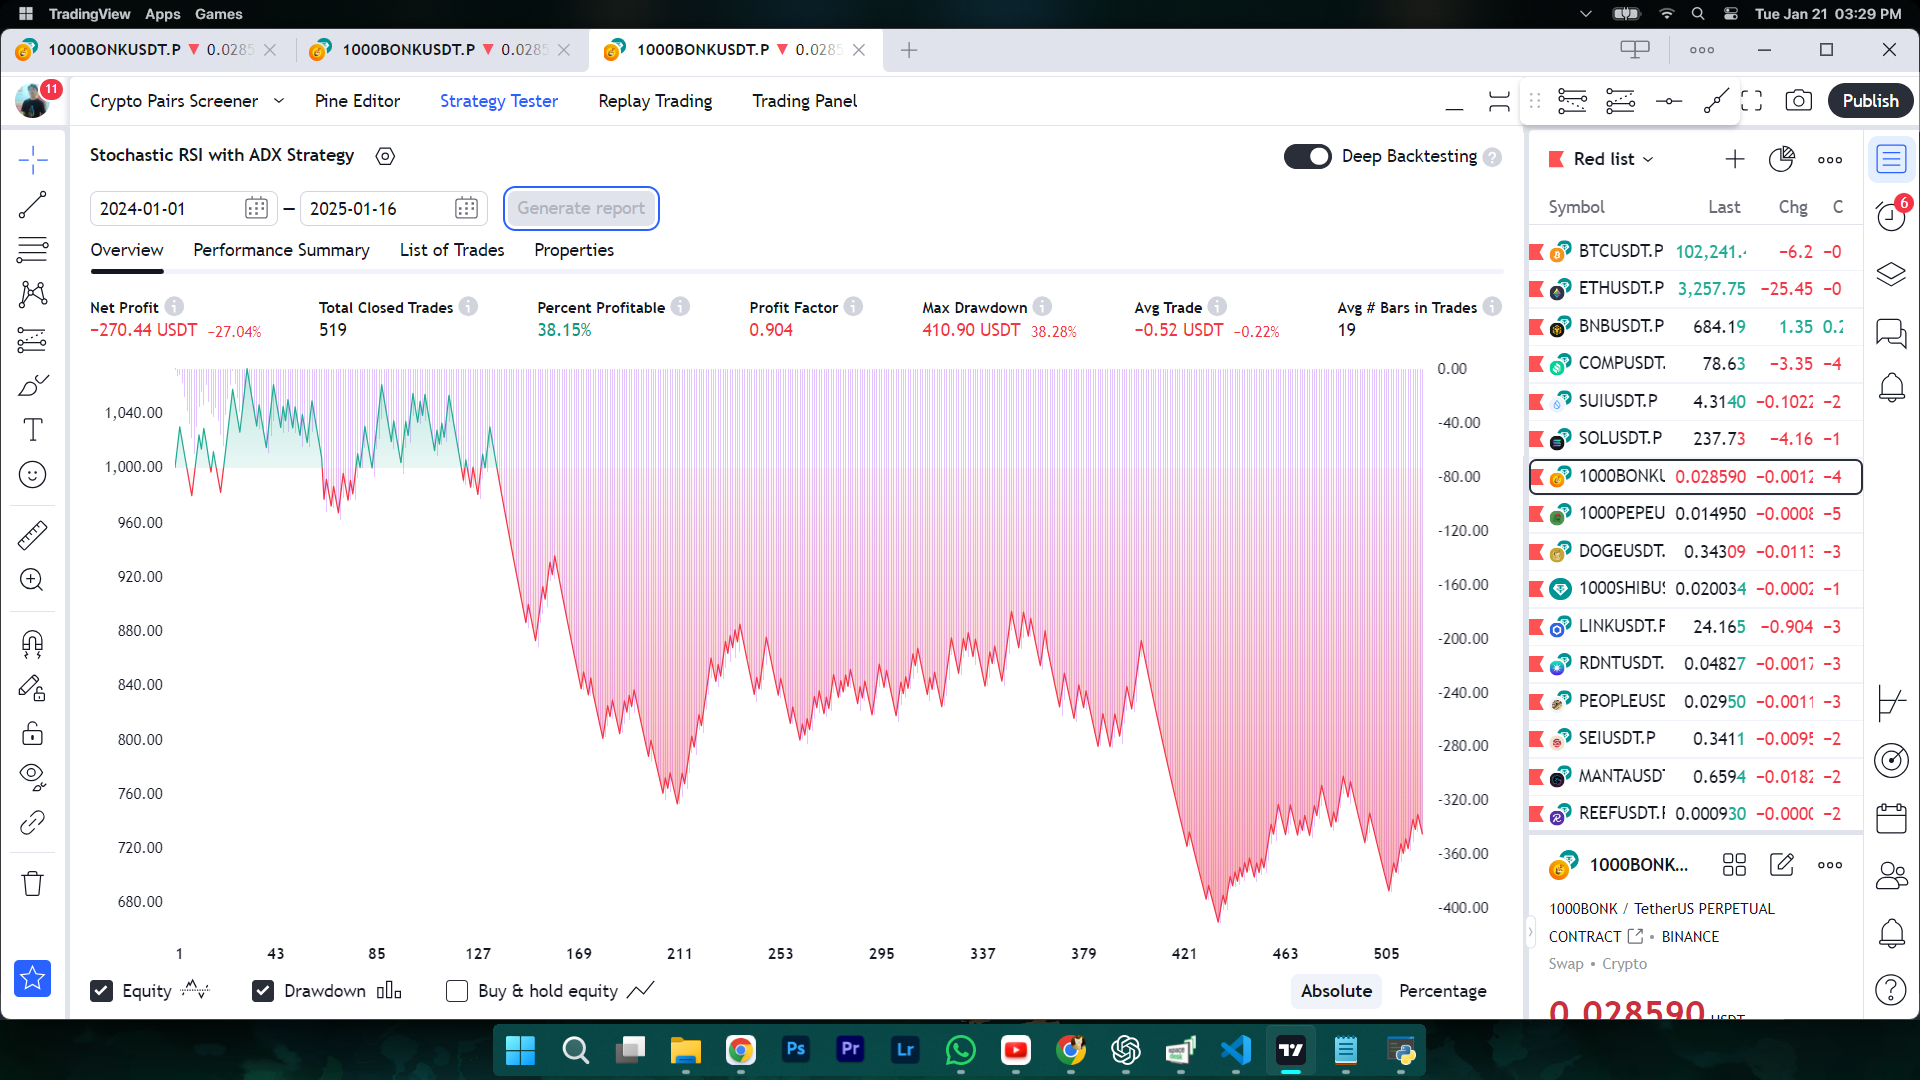 TradingView Apps Games
Tue Jan 21 03:29 PM
1000BONKUSDT.P ▼ 0.0285
1000BONKUSDT.P ▼ 0.0285
1000BONKUSDT.P ▼ 0.0285
11
Crypto Pairs Screener
Pine Editor
Strategy Tester
Replay Trading
Trading Panel
Publish
Stochastic RSI with ADX Strategy
Deep Backtesting
2024-01-01 – 2025-01-16
Generate report
Overview
Performance Summary
List of Trades
Properties
Net Profit
−270.44 USDT −27.04%
Total Closed Trades
519
Percent Profitable
38.15%
Profit Factor
0.904
Max Drawdown
410.90 USDT 38.28%
Avg Trade
−0.52 USDT −0.22%
Avg # Bars in Trades
19
1,040.00
1,000.00
960.00
920.00
880.00
840.00
800.00
760.00
720.00
680.00
0.00
-40.00
-80.00
-120.00
-160.00
-200.00
-240.00
-280.00
-320.00
-360.00
-400.00
1 43 85 127 169 211 253 295 337 379 421 463 505
Equity
Drawdown
Buy & hold equity
Absolute
Percentage
Red list
Symbol Last Chg C
BTCUSDT.P 102,241. −6.2 −0
ETHUSDT.P 3,257.75 −25.45 −0
BNBUSDT.P 684.19 1.35 0.2
COMPUSDT. 78.63 −3.35 −4
SUIUSDT.P 4.3140 −0.1022 −2
SOLUSDT.P 237.73 −4.16 −1
1000BONKU 0.028590 −0.0012 −4
1000PEPEU 0.014950 −0.0008 −5
DOGEUSDT. 0.34309 −0.0113 −3
1000SHIBUS 0.020034 −0.0002 −1
LINKUSDT.P 24.165 −0.904 −3
RDNTUSDT. 0.04827 −0.0017 −3
PEOPLEUSD 0.02950 −0.0011 −3
SEIUSDT.P 0.3411 −0.0095 −2
MANTAUSDT 0.6594 −0.0182 −2
REEFUSDT.P 0.000930 −0.0000 −2
6
1000BONK...
1000BONK / TetherUS PERPETUAL
CONTRACT • BINANCE
Swap • Crypto
0.028590 USDT
Ps Pr Lr